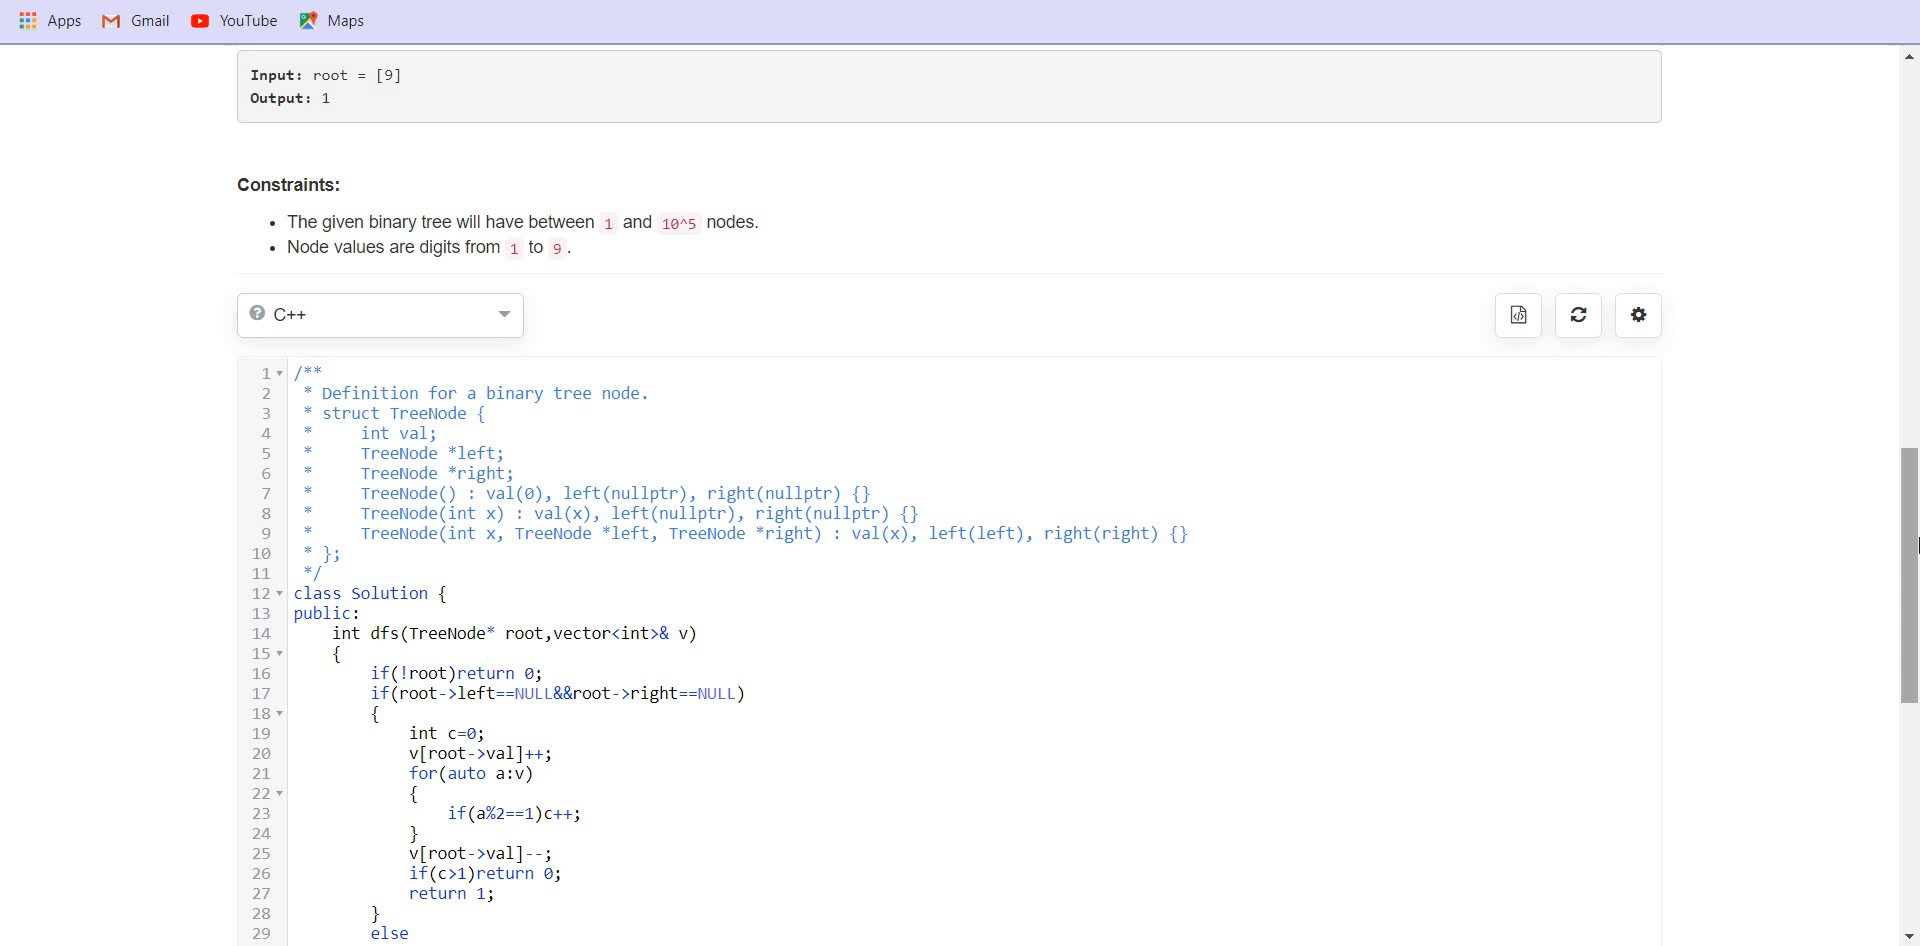 Apps Gmail YouTube Maps
Input: root = [9]
Output: 1
Constraints:
• The given binary tree will have between 1 and 10^5 nodes.
• Node values are digits from 1 to 9 .
? C++
1 /**
2  * Definition for a binary tree node.
3  * struct TreeNode {
4  *     int val;
5  *     TreeNode *left;
6  *     TreeNode *right;
7  *     TreeNode() : val(0), left(nullptr), right(nullptr) {}
8  *     TreeNode(int x) : val(x), left(nullptr), right(nullptr) {}
9  *     TreeNode(int x, TreeNode *left, TreeNode *right) : val(x), left(left), right(right) {}
10  * };
11  */
12 class Solution {
13 public:
14     int dfs(TreeNode* root,vector<int>& v)
15     {
16         if(!root)return 0;
17         if(root->left==NULL&&root->right==NULL)
18         {
19             int c=0;
20             v[root->val]++;
21             for(auto a:v)
22             {
23                 if(a%2==1)c++;
24             }
25             v[root->val]--;
26             if(c>1)return 0;
27             return 1;
28         }
29         else